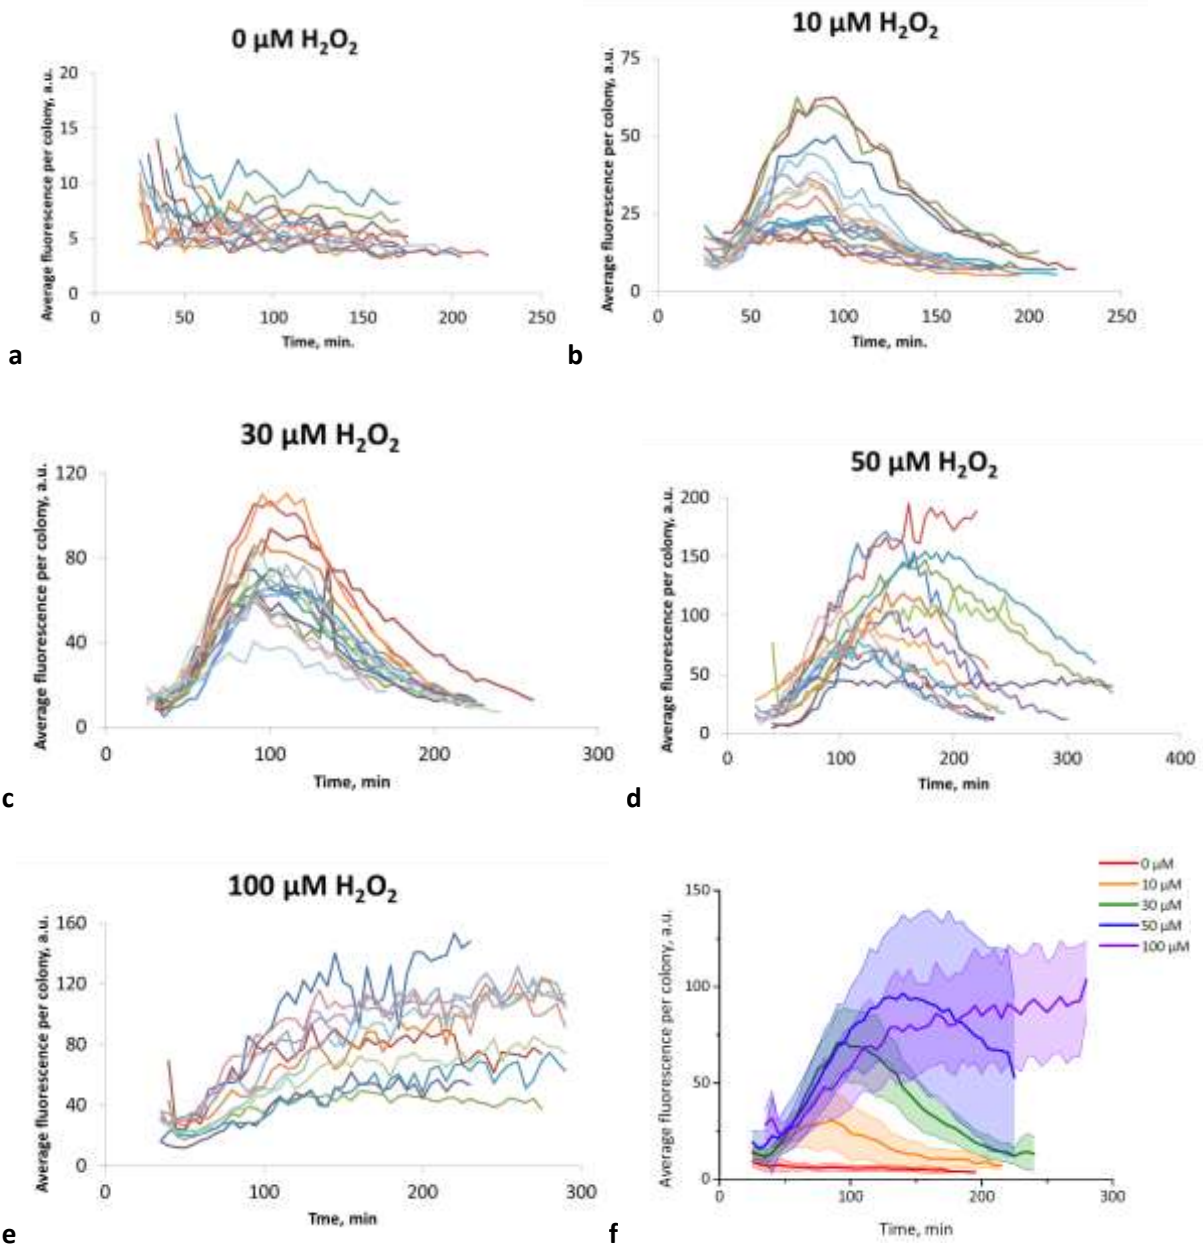 0 µM H₂O₂
Average fluorescence per colony, a.u.
20
15
10
5
0
0 50 100 150 200 250
Time, min.
a
10 µM H₂O₂
Average fluorescence per colony, a.u.
75
50
25
0
0 50 100 150 200 250
Time, min.
b
30 µM H₂O₂
Average fluorescence per colony, a.u.
120
80
40
0
0 100 200 300
Time, min
c
50 µM H₂O₂
Average fluorescence per colony, a.u.
200
150
100
50
0
0 100 200 300 400
Time, min
d
100 µM H₂O₂
Average fluorescence per colony, a.u.
160
120
80
40
0
0 100 200 300
Tme, min
e
0 µM
10 µM
30 µM
50 µM
100 µM
Average fluorescence per colony, a.u.
150
100
50
0
0 100 200 300
Time, min
f